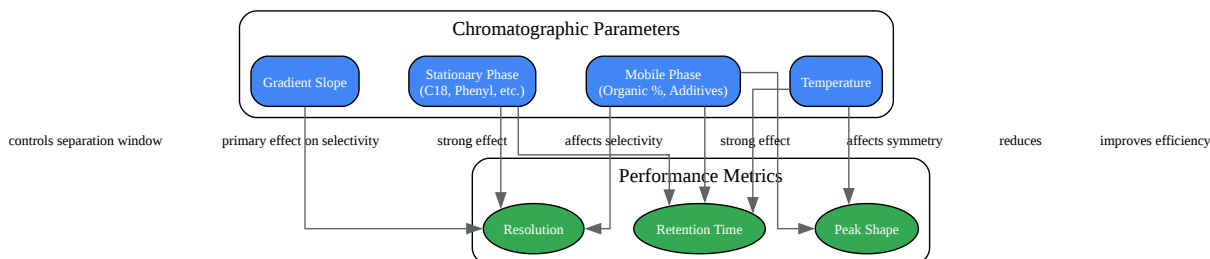 Chromatographic Parameters
Gradient Slope
Stationary Phase
(C18, Phenyl, etc.)
Mobile Phase
(Organic %, Additives)
Temperature
controls separation window
primary effect on selectivity
strong effect
affects selectivity
strong effect
affects symmetry
reduces
improves efficiency
Performance Metrics
Resolution
Retention Time
Peak Shape